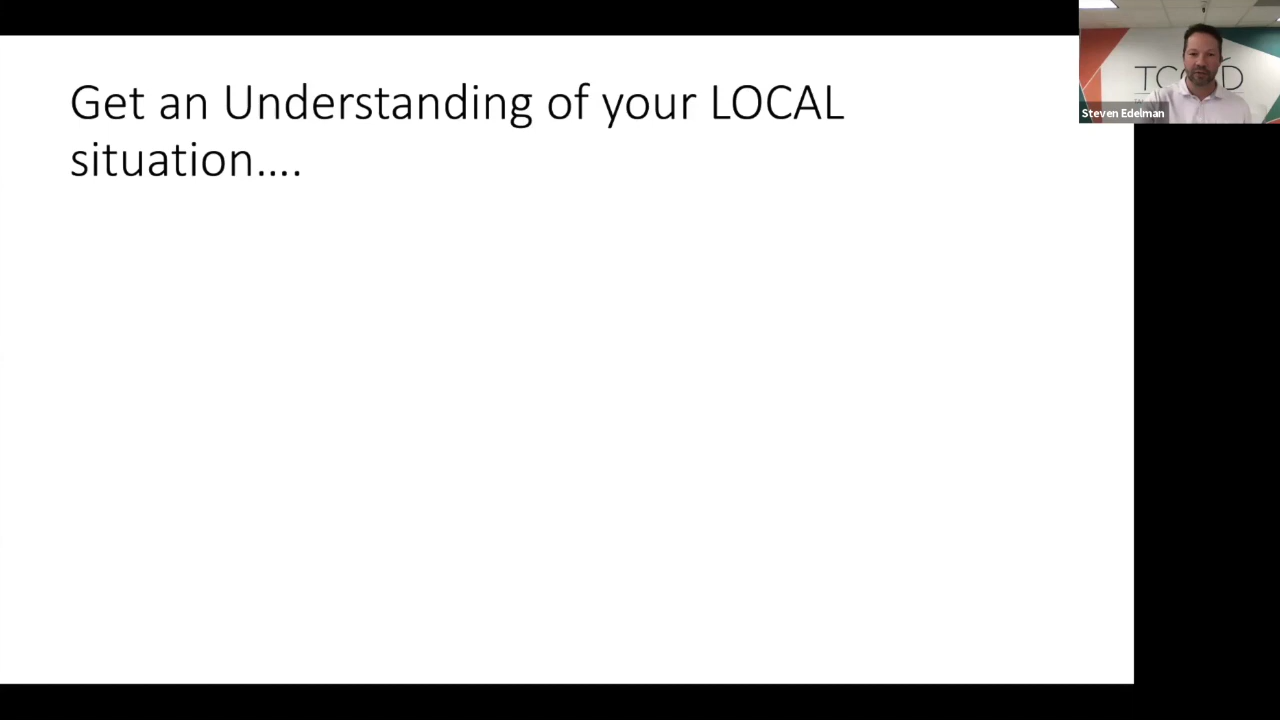 Get an Understanding of your LOCAL
situation….
Steven Edelman